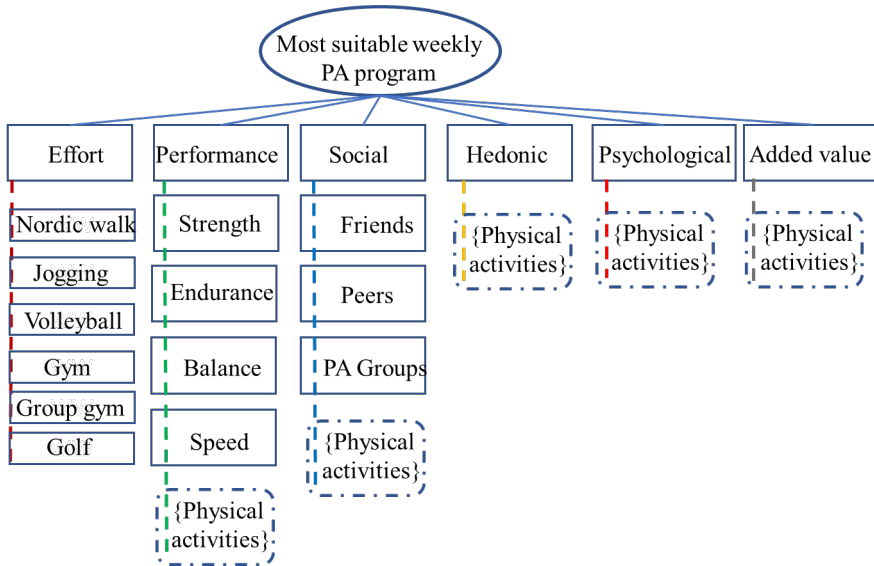 Most suitable weekly
PA program
Effort
Performance
Social
Hedonic
Psychological
Added value
Nordic walk
Jogging
Volleyball
Gym
Group gym
Golf
Strength
Endurance
Balance
Speed
{Physical
activities}
Friends
Peers
PA Groups
{Physical
activities}
{Physical
activities}
{Physical
activities}
{Physical
activities}